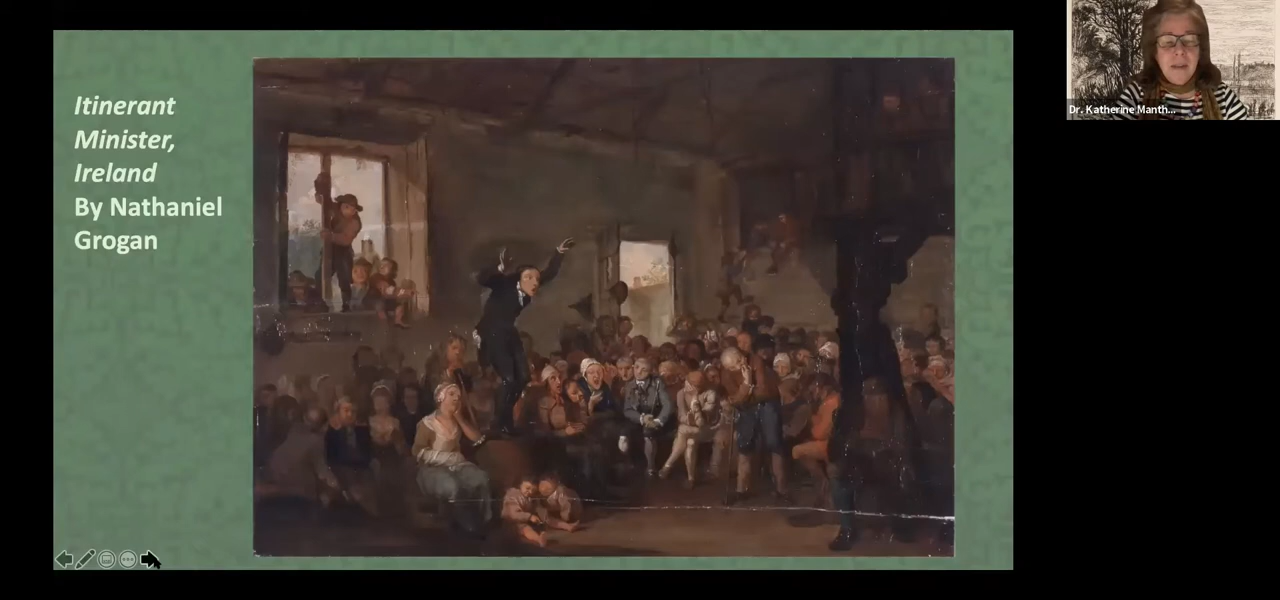 Itinerant
Minister,
Ireland
By Nathaniel
Grogan
Dr. Katherine Manth...